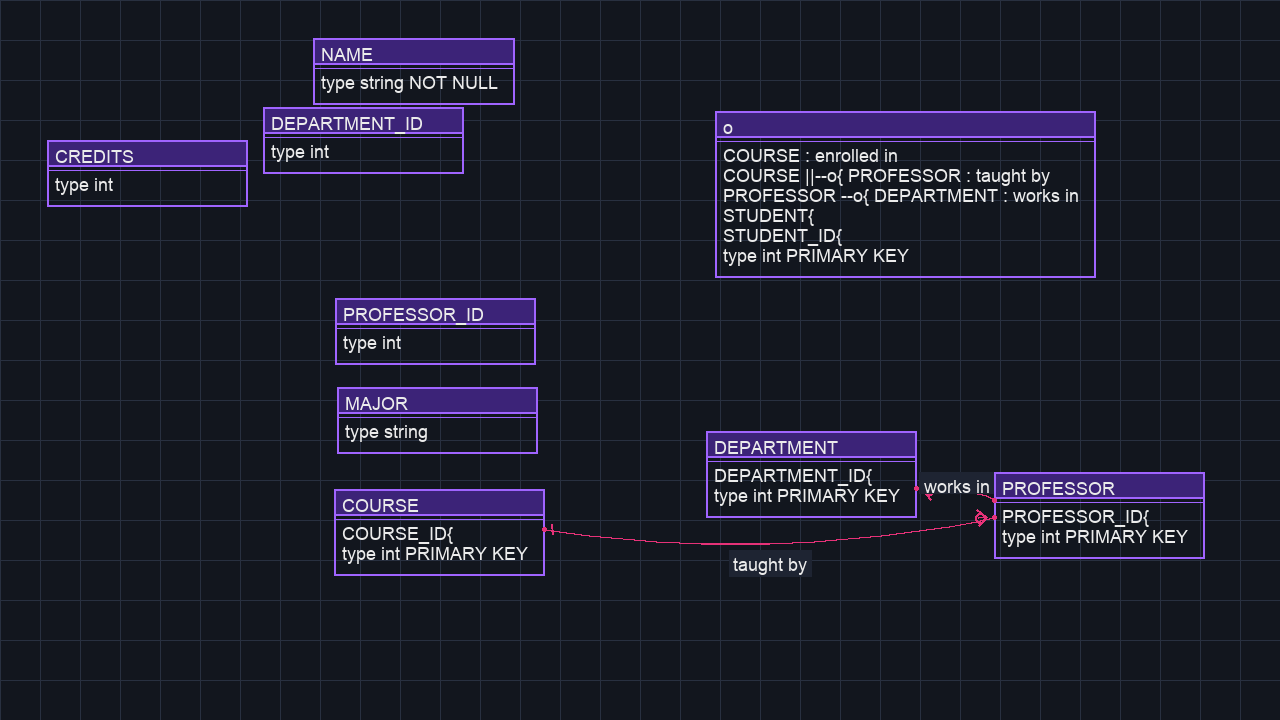 NAME
type string NOT NULL
DEPARTMENT_ID
type int
CREDITS
type int
o
COURSE : enrolled in
COURSE ||--o{ PROFESSOR : taught by
PROFESSOR --o{ DEPARTMENT : works in
STUDENT{
STUDENT_ID{
type int PRIMARY KEY
PROFESSOR_ID
type int
MAJOR
type string
DEPARTMENT
DEPARTMENT_ID{
type int PRIMARY KEY
works in
PROFESSOR
PROFESSOR_ID{
type int PRIMARY KEY
COURSE
COURSE_ID{
type int PRIMARY KEY
taught by